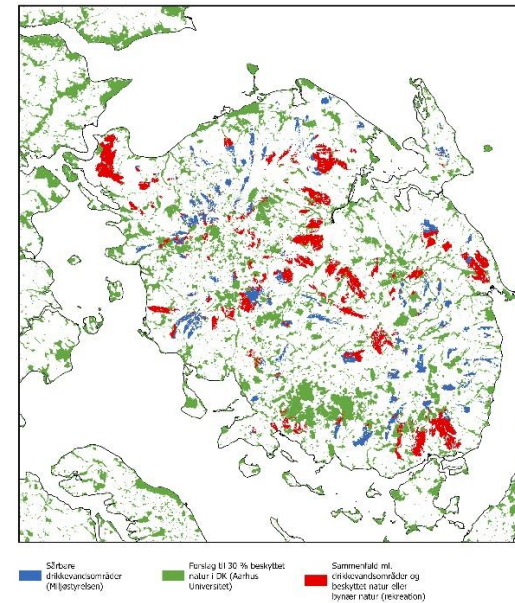 Sårbare
drikkevandsområder
(Miljøstyrelsen)
Forslag til 30 % beskyttet
natur i DK (Aarhus
Universitet)
Sammenfald ml.
drikkevandsområder og
beskyttet natur eller
bynær natur (rekreation)